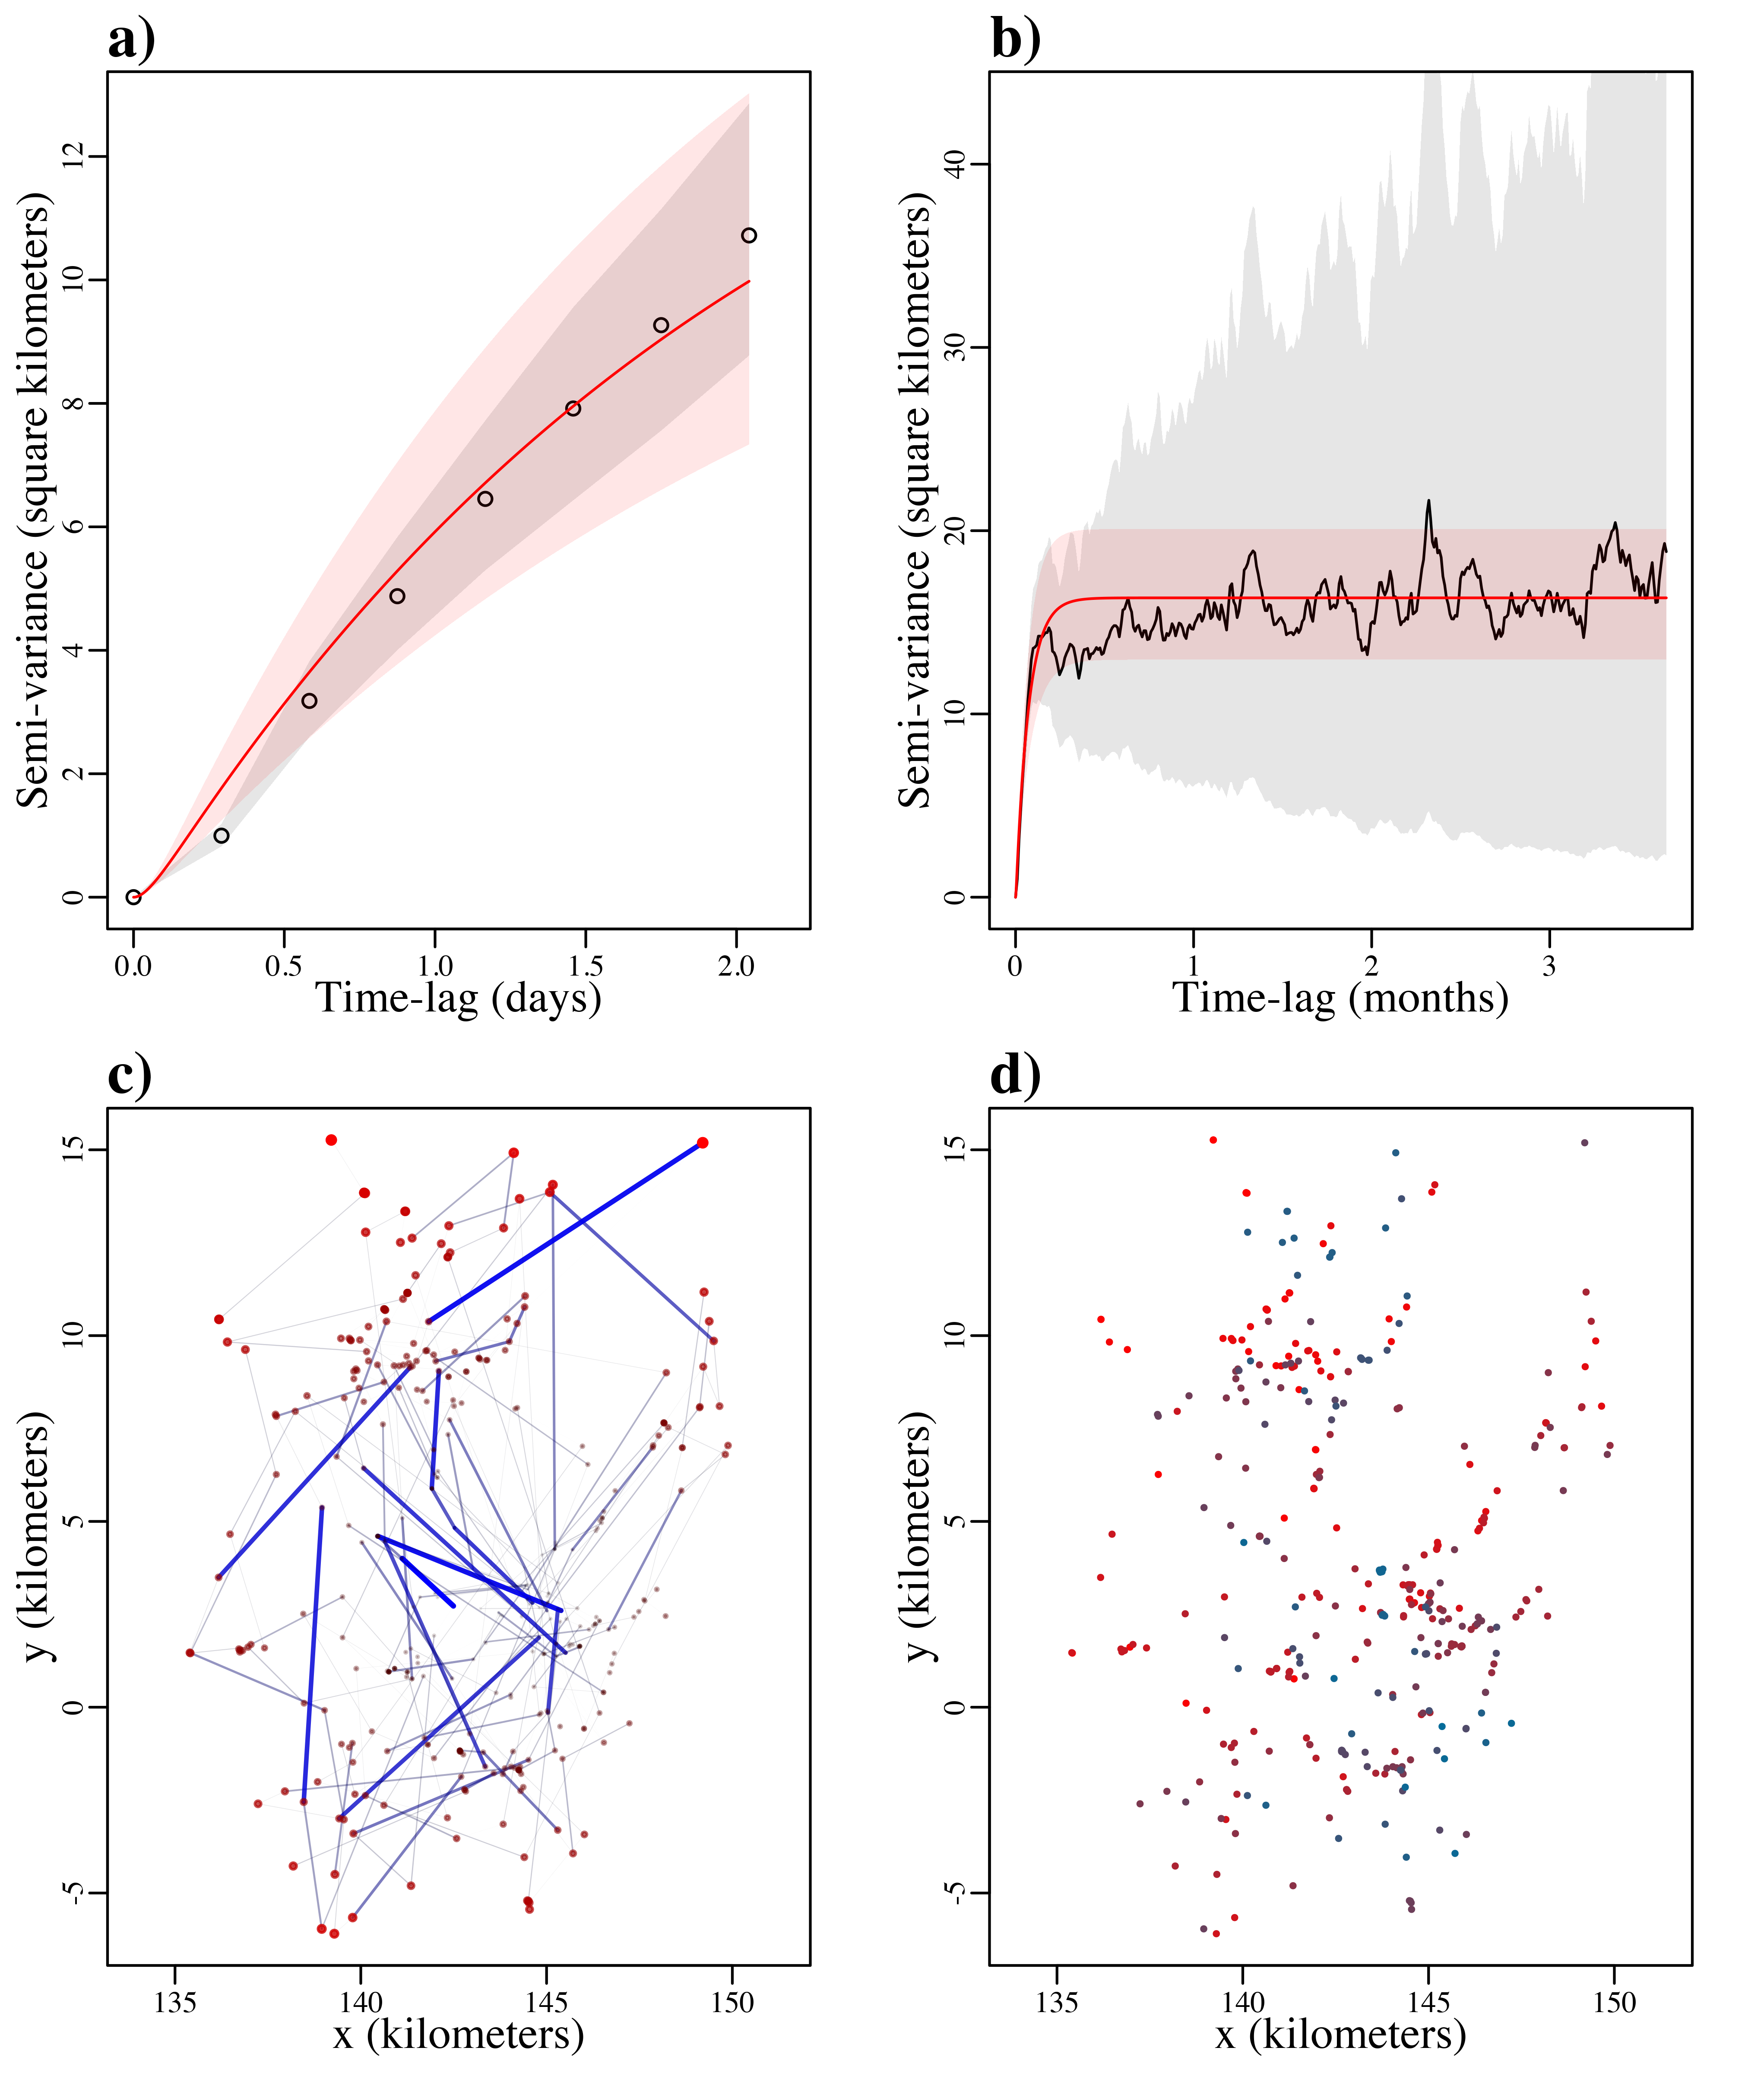 a)
Semi-variance (square kilometers)
0 2 4 6 8 10 12
0.0 0.5 1.0 1.5 2.0
Time-lag (days)
b)
Semi-variance (square kilometers)
0 10 20 30 40
0 1 2 3
Time-lag (months)
c)
y (kilometers)
-5 0 5 10 15
135 140 145 150
x (kilometers)
d)
y (kilometers)
-5 0 5 10 15
135 140 145 150
x (kilometers)